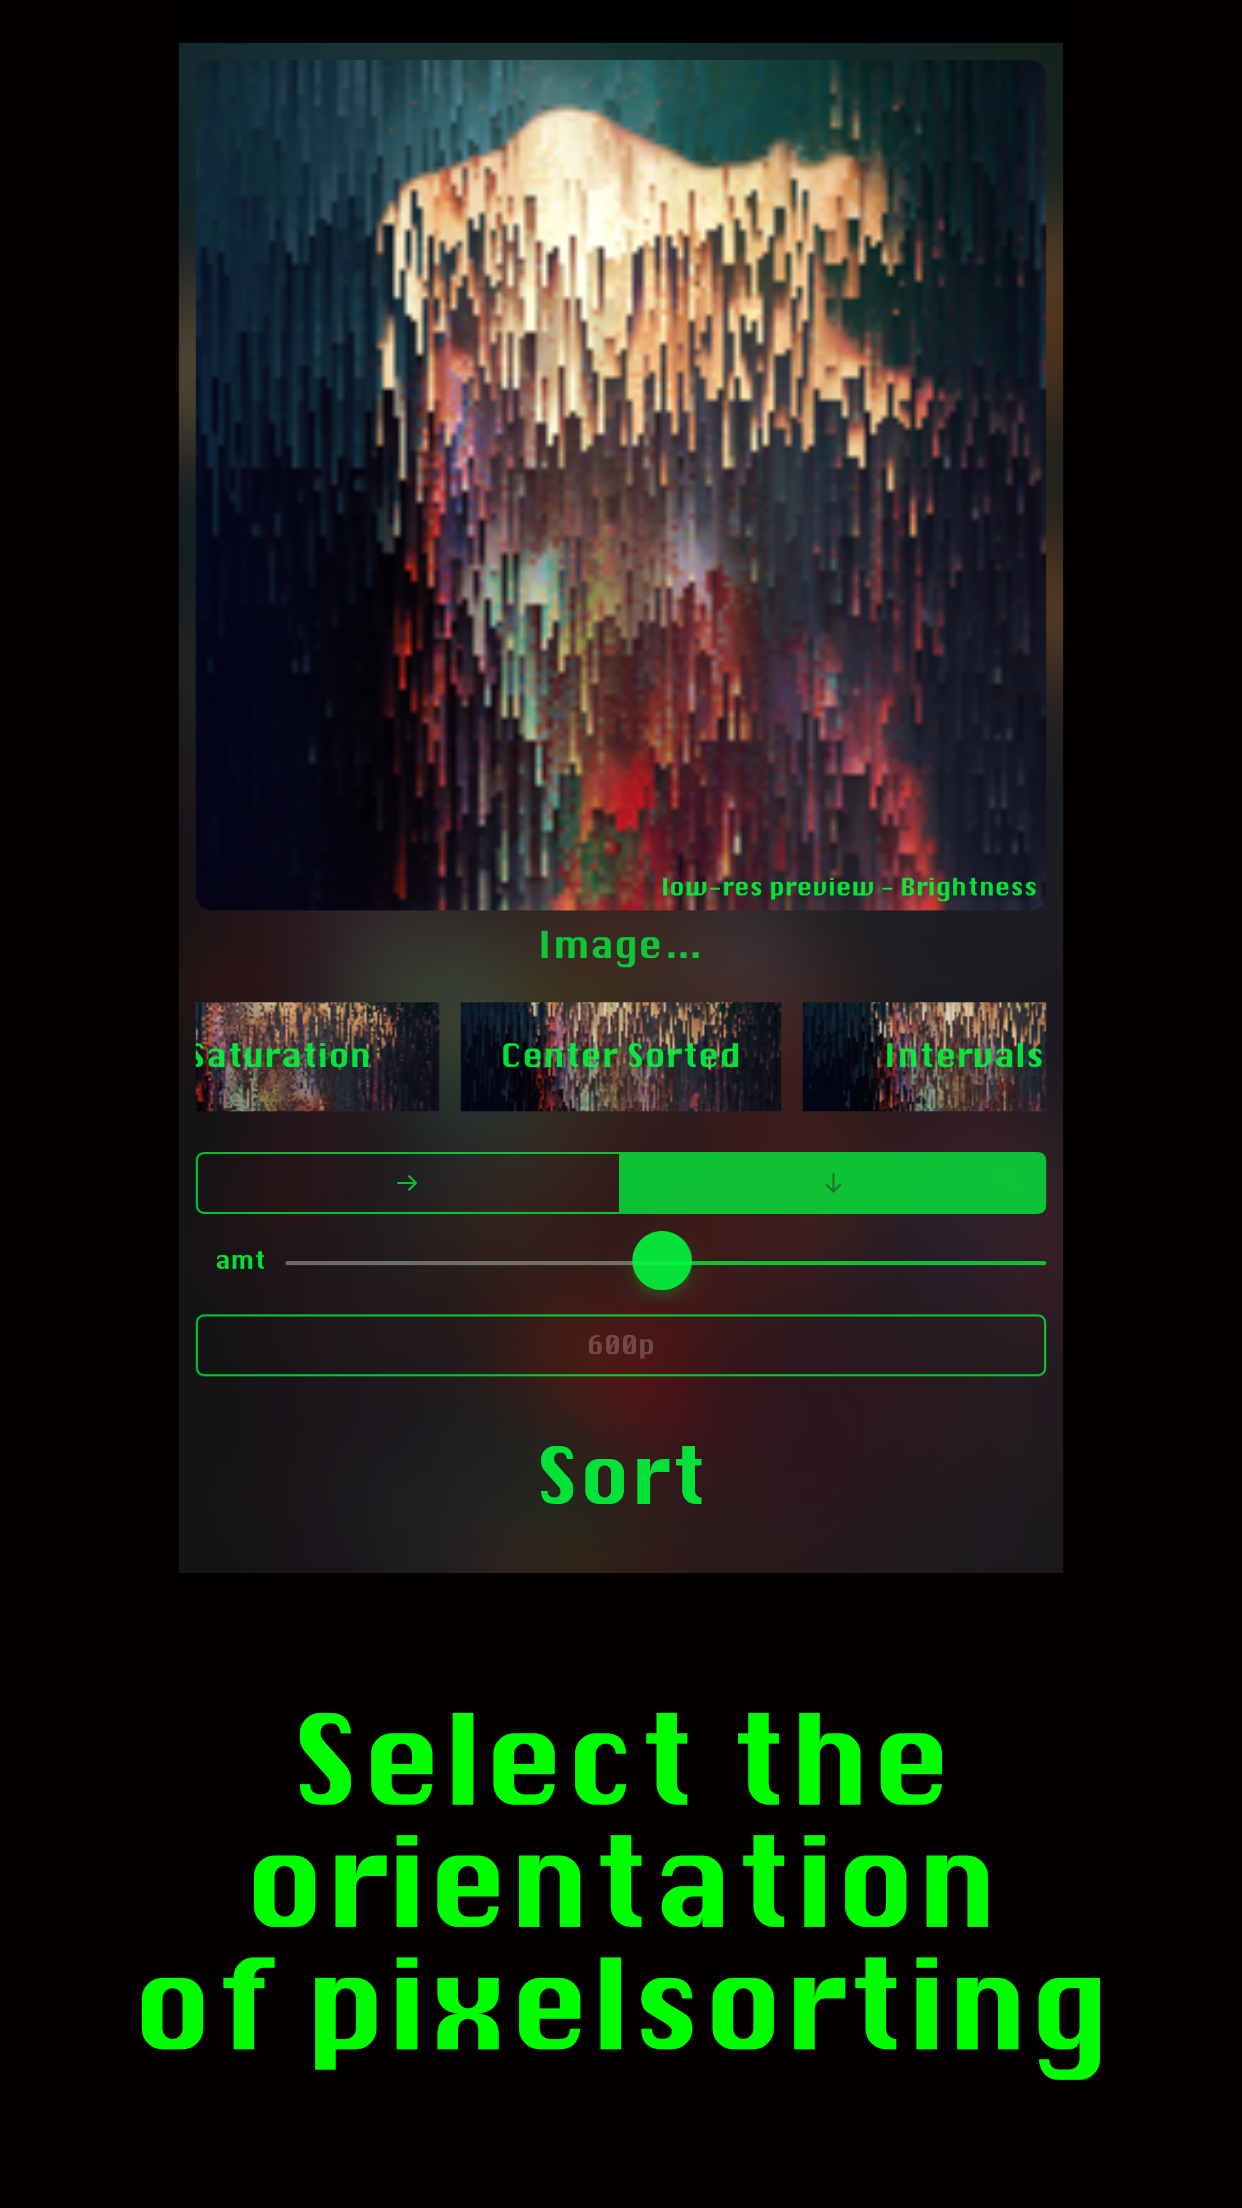 low-res preview - Brightness
Image...
Saturation
Center Sorted
Intervals
→
↓
amt
600p
Sort
Select the
orientation
of pixelsorting